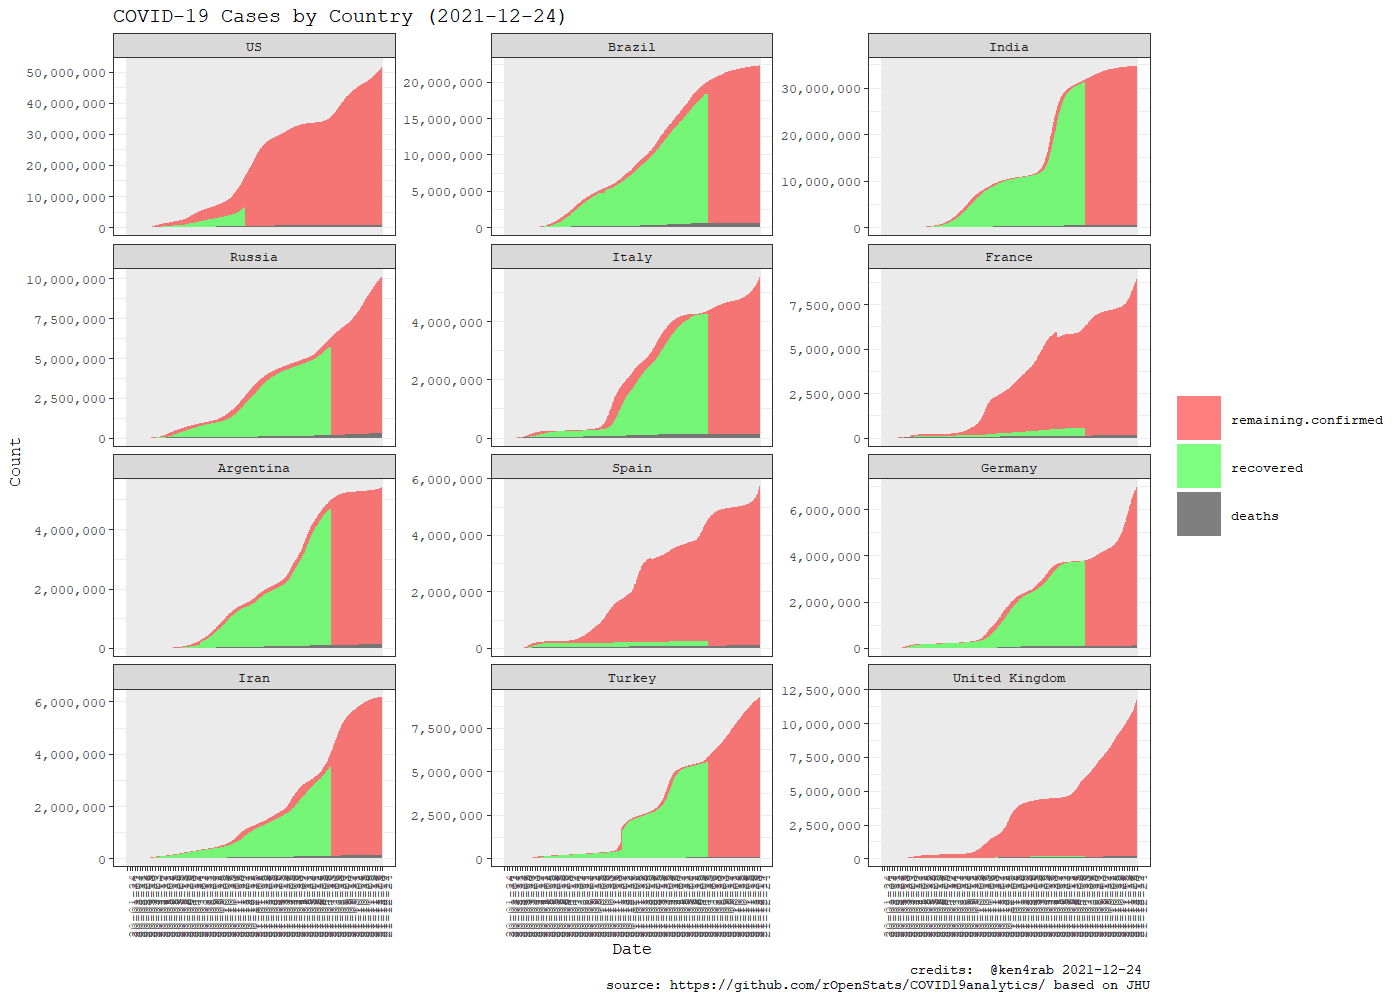 COVID-19 Cases by Country (2021-12-24)
US
50,000,000
40,000,000
30,000,000
20,000,000
10,000,000
0
Brazil
20,000,000
15,000,000
10,000,000
5,000,000
0
India
30,000,000
20,000,000
10,000,000
0
Russia
10,000,000
7,500,000
5,000,000
2,500,000
0
Italy
4,000,000
2,000,000
0
France
7,500,000
5,000,000
2,500,000
0
Argentina
4,000,000
2,000,000
0
Spain
6,000,000
4,000,000
2,000,000
0
Germany
6,000,000
4,000,000
2,000,000
0
Iran
6,000,000
4,000,000
2,000,000
0
Turkey
7,500,000
5,000,000
2,500,000
0
United Kingdom
12,500,000
10,000,000
7,500,000
5,000,000
2,500,000
0
Count
Date
remaining.confirmed
recovered
deaths
credits: @ken4rab 2021-12-24
source: https://github.com/rOpenStats/COVID19analytics/ based on JHU